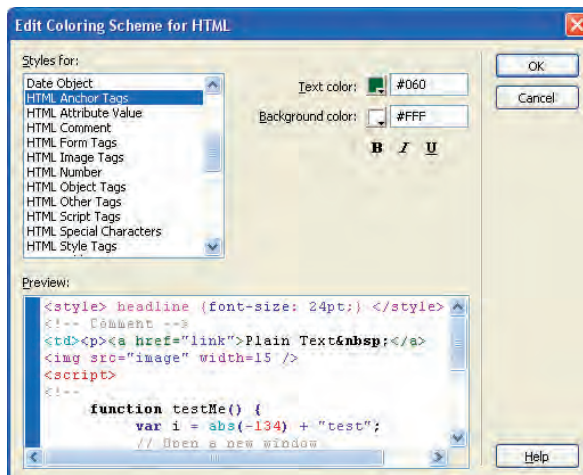 Edit Coloring Scheme for HTML
Styles for:
Date Object
HTML Anchor Tags
HTML Attribute Value
HTML Comment
HTML Form Tags
HTML Image Tags
HTML Number
HTML Object Tags
HTML Other Tags
HTML Script Tags
HTML Special Characters
HTML Style Tags
Text color: #060
Background color: #FFF
B I U
OK
Cancel
Preview:
<style> headline {font-size: 24pt;} </style>
<!-- Comment -->
<td><p><a href="link">Plain Text&nbsp;</a>
<img src="image" width=15 />
<script>
<!--
function testMe() {
var i = abs(-134) + "test";
// Open a new window
Help